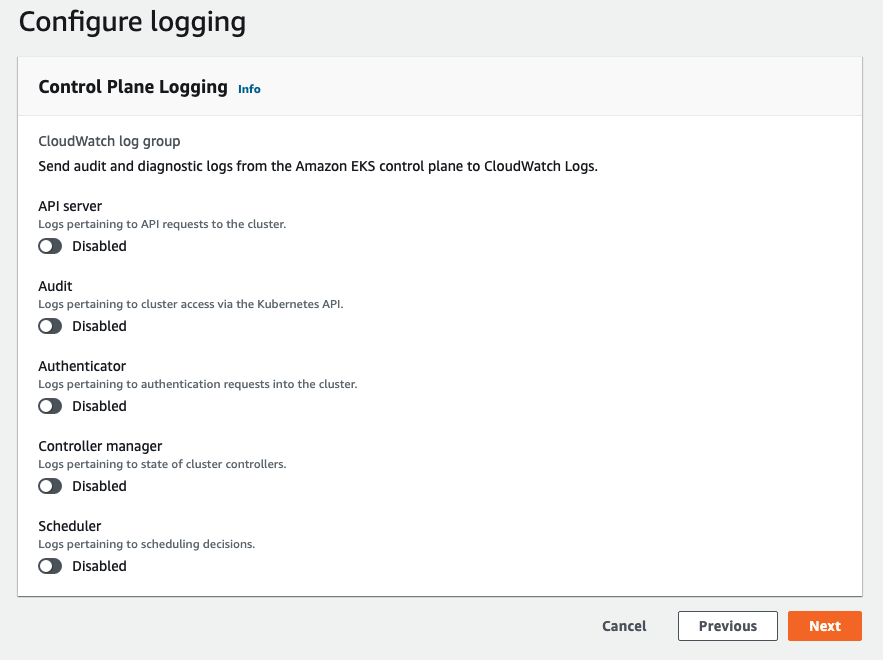 Configure logging
Control Plane Logging Info
CloudWatch log group
Send audit and diagnostic logs from the Amazon EKS control plane to CloudWatch Logs.
API server
Logs pertaining to API requests to the cluster.
Disabled
Audit
Logs pertaining to cluster access via the Kubernetes API.
Disabled
Authenticator
Logs pertaining to authentication requests into the cluster.
Disabled
Controller manager
Logs pertaining to state of cluster controllers.
Disabled
Scheduler
Logs pertaining to scheduling decisions.
Disabled
Cancel Previous Next